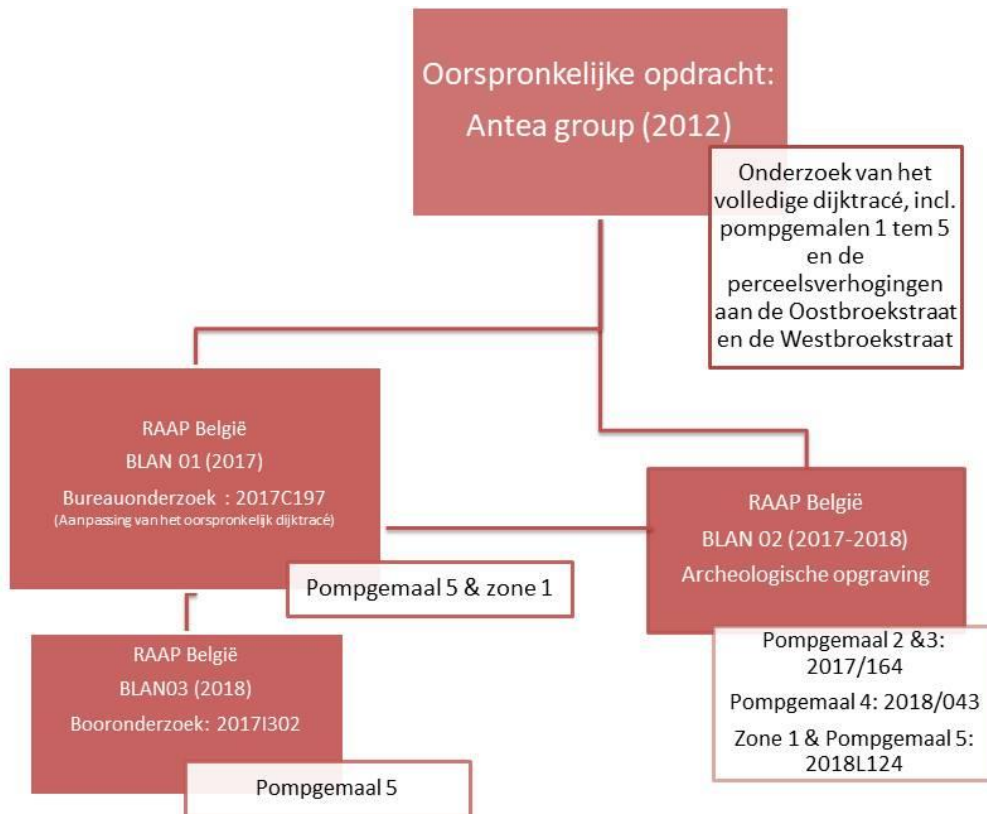 Oorspronkelijke opdracht:
Antea group (2012)
Onderzoek van het
volledige dijktracé, incl.
pompgemalen 1 tem 5
en de
perceelsverhogingen
aan de Oostbroekstraat
en de Westbroekstraat
RAAP België
BLAN 01 (2017)
Bureauonderzoek : 2017C197
(Aanpassing van het oorspronkelijk dijktracé)
Pompgemaal 5 & zone 1
RAAP België
BLAN 02 (2017-2018)
Archeologische opgraving
Pompgemaal 2 &3:
2017/164
Pompgemaal 4: 2018/043
Zone 1 & Pompgemaal 5:
2018L124
RAAP België
BLAN03 (2018)
Booronderzoek: 2017I302
Pompgemaal 5